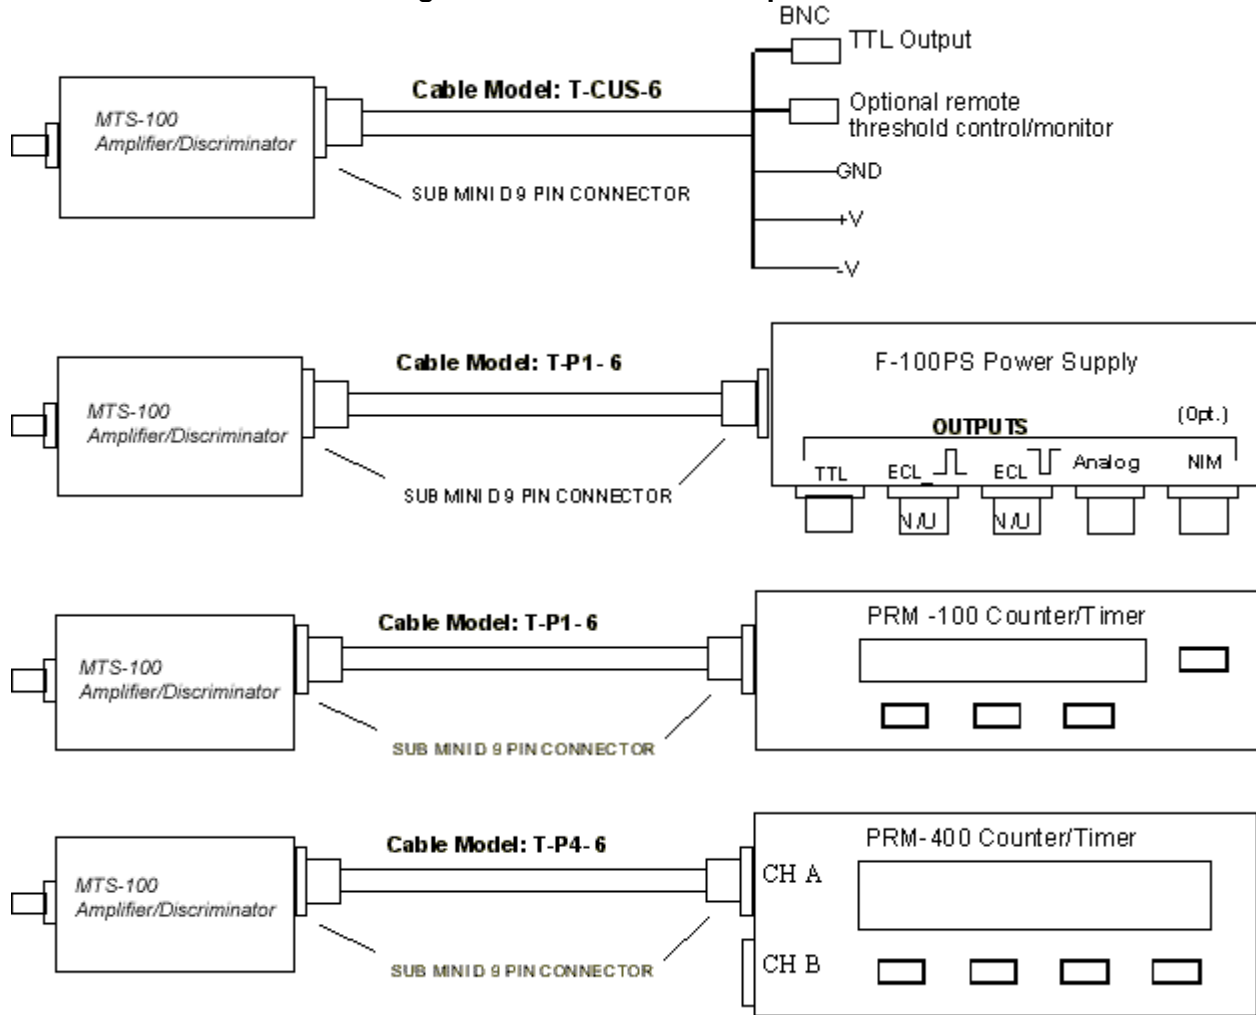 BNC
TTL Output
Cable Model: T-CUS-6
MTS-100
Amplifier/Discriminator
Optional remote
threshold control/monitor
GND
SUB MINI D 9 PIN CONNECTOR
+V
-V
Cable Model: T-P1- 6
F-100PS Power Supply
MTS-100
Amplifier/Discriminator
(Opt.)
OUTPUTS
TTL ECL ECL Analog NIM
SUB MINI D 9 PIN CONNECTOR
N/U N/U
Cable Model: T-P1- 6
PRM -100 Counter/Timer
MTS-100
Amplifier/Discriminator
SUB MINI D 9 PIN CONNECTOR
Cable Model: T-P4- 6
PRM-400 Counter/Timer
MTS-100
Amplifier/Discriminator
CH A
SUB MINI D 9 PIN CONNECTOR
CH B